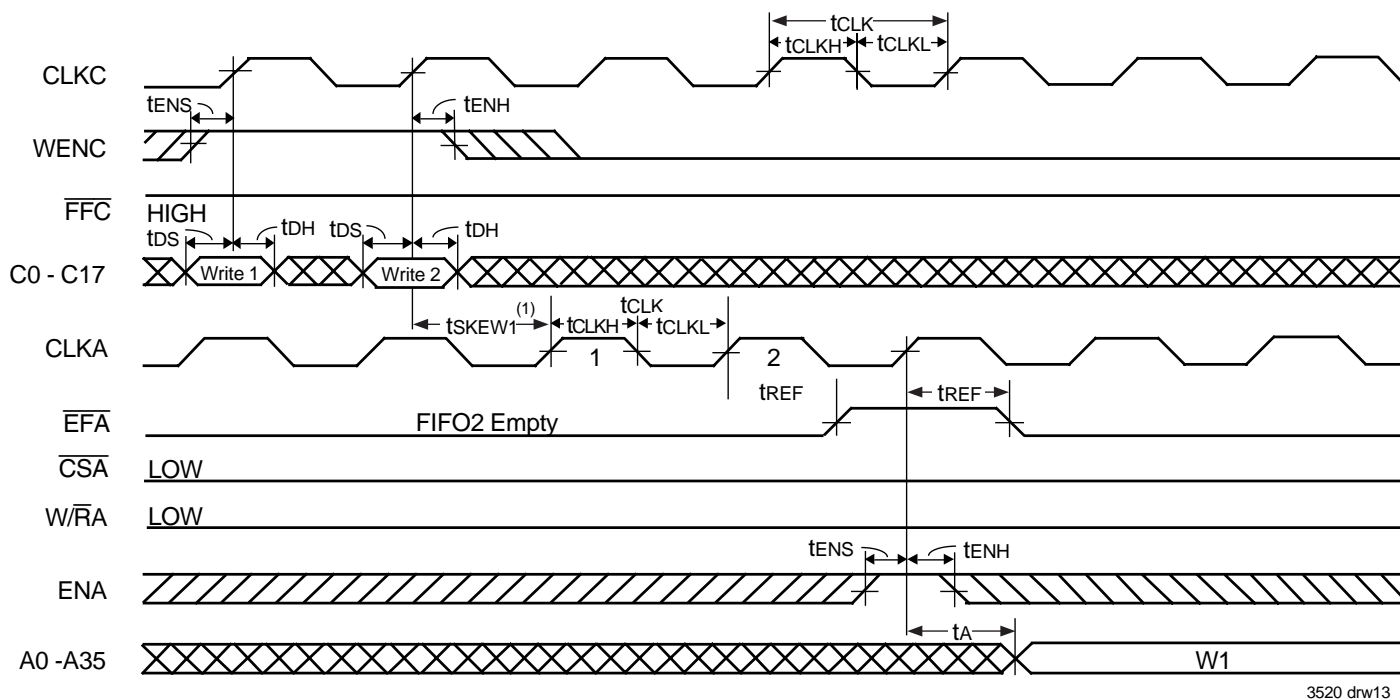 tCLK
tCLKH tCLKL
CLKC
tENS tENH
WENC
FFC HIGH
tDS tDH tDS tDH
C0 - C17 Write 1 Write 2
tSKEW1 (1) tCLKH tCLK tCLKL
CLKA 1 2
tREF tREF
EFA FIFO2 Empty
CSA LOW
W/RA LOW
tENS tENH
ENA
tA
A0 -A35 W1
3520 drw13